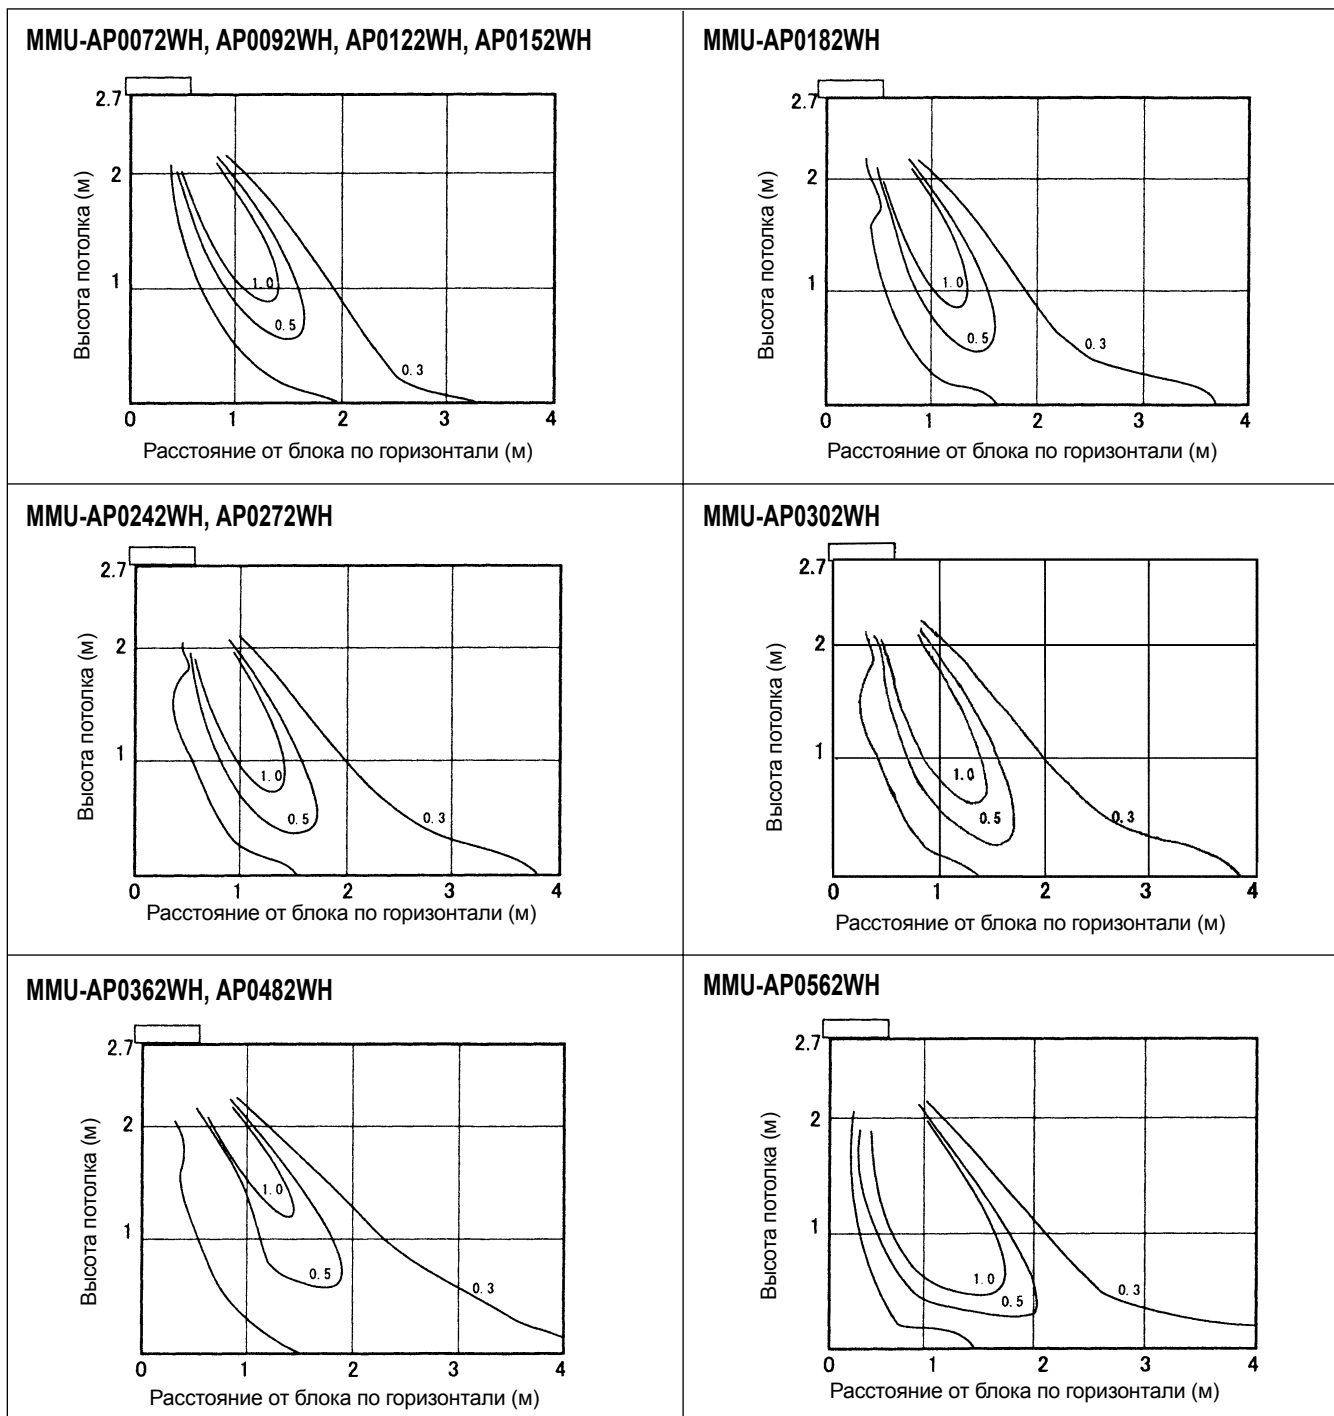 MMU-AP0072WH, AP0092WH, AP0122WH, AP0152WH
2.7
2
1
Высота потолка (м)
1.0
0.5
0.3
0 1 2 3 4
Расстояние от блока по горизонтали (м)
MMU-AP0182WH
2.7
2
1
Высота потолка (м)
1.0
0.5
0.3
0 1 2 3 4
Расстояние от блока по горизонтали (м)
MMU-AP0242WH, AP0272WH
2.7
2
1
Высота потолка (м)
1.0
0.5
0.3
0 1 2 3 4
Расстояние от блока по горизонтали (м)
MMU-AP0302WH
2.7
2
1
Высота потолка (м)
1.0
0.5
0.3
0 1 2 3 4
Расстояние от блока по горизонтали (м)
MMU-AP0362WH, AP0482WH
2.7
2
1
Высота потолка (м)
1.0
0.5
0.3
0 1 2 3 4
Расстояние от блока по горизонтали (м)
MMU-AP0562WH
2.7
2
1
Высота потолка (м)
1.0
0.5
0.3
0 1 2 3 4
Расстояние от блока по горизонтали (м)